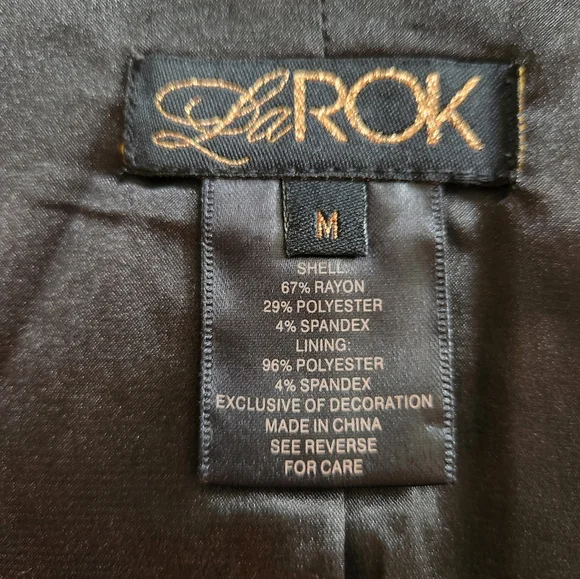 LaROK
M
SHELL:
67% RAYON
29% POLYESTER
4% SPANDEX
LINING:
96% POLYESTER
4% SPANDEX
EXCLUSIVE OF DECORATION
MADE IN CHINA
SEE REVERSE
FOR CARE